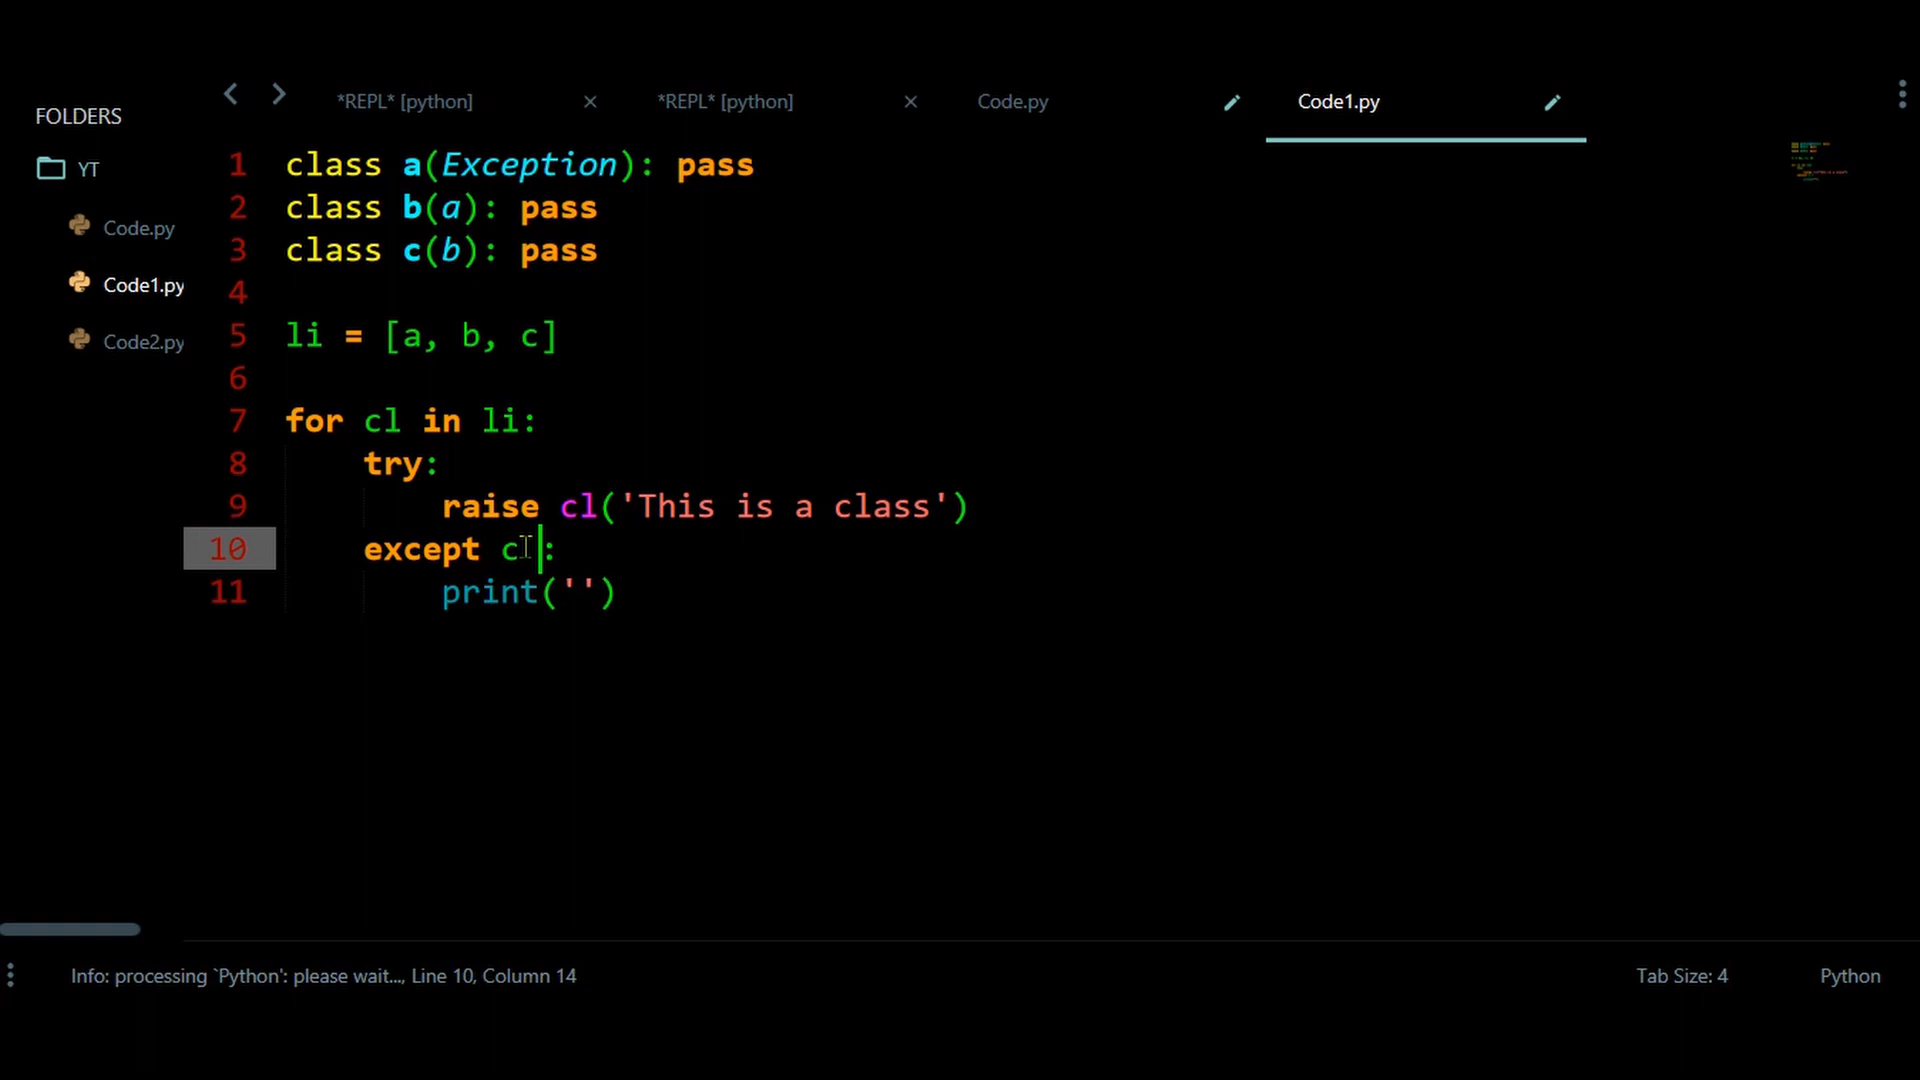 FOLDERS
YT
Code.py
Code1.py
Code2.py
*REPL* [python]
*REPL* [python]
Code.py
Code1.py
1 class a(Exception): pass
2 class b(a): pass
3 class c(b): pass
4
5 li = [a, b, c]
6
7 for cl in li:
8 try:
9 raise cl('This is a class')
10 except c :
11 print('')
Info: processing `Python': please wait..., Line 10, Column 14
Tab Size: 4
Python